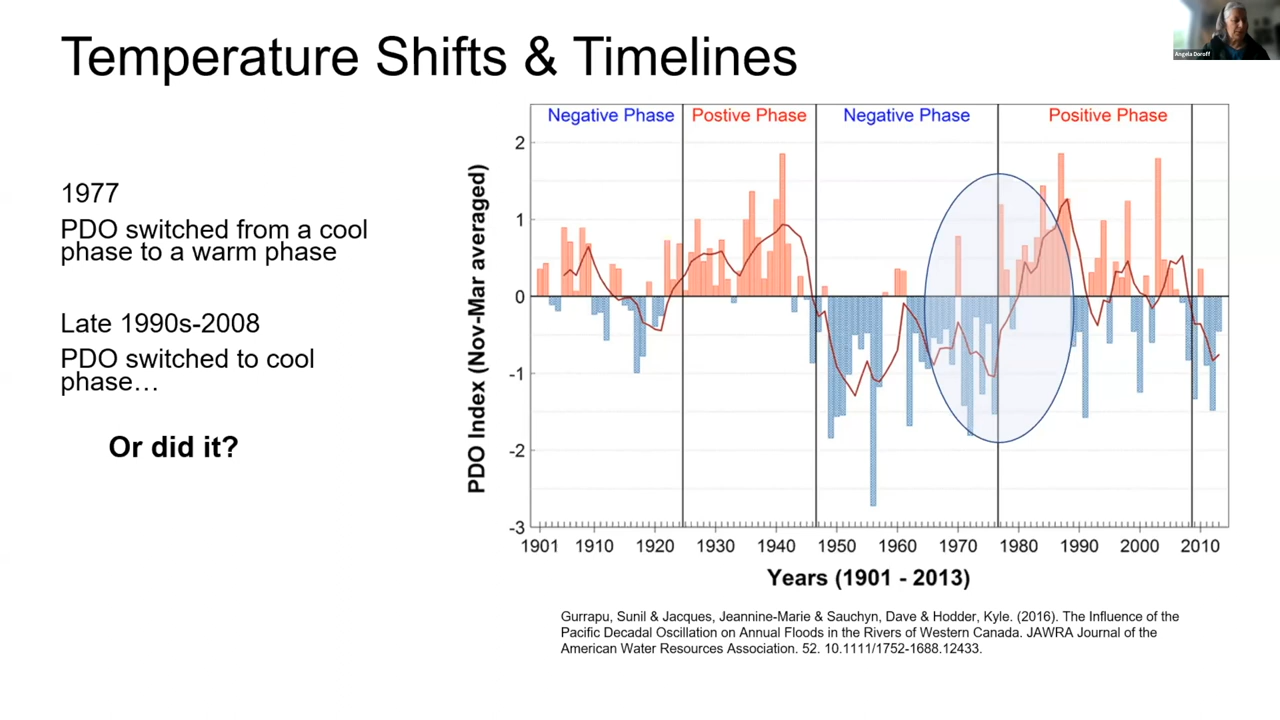 Temperature Shifts & Timelines
Angela Doroff
1977
PDO switched from a cool
phase to a warm phase
Late 1990s-2008
PDO switched to cool
phase…
Or did it?
Negative Phase
Postive Phase
Negative Phase
Positive Phase
PDO Index (Nov-Mar averaged)
2
1
0
-1
-2
-3
1901 1910 1920 1930 1940 1950 1960 1970 1980 1990 2000 2010
Years (1901 - 2013)
Gurrapu, Sunil & Jacques, Jeannine-Marie & Sauchyn, Dave & Hodder, Kyle. (2016). The Influence of the
Pacific Decadal Oscillation on Annual Floods in the Rivers of Western Canada. JAWRA Journal of the
American Water Resources Association. 52. 10.1111/1752-1688.12433.